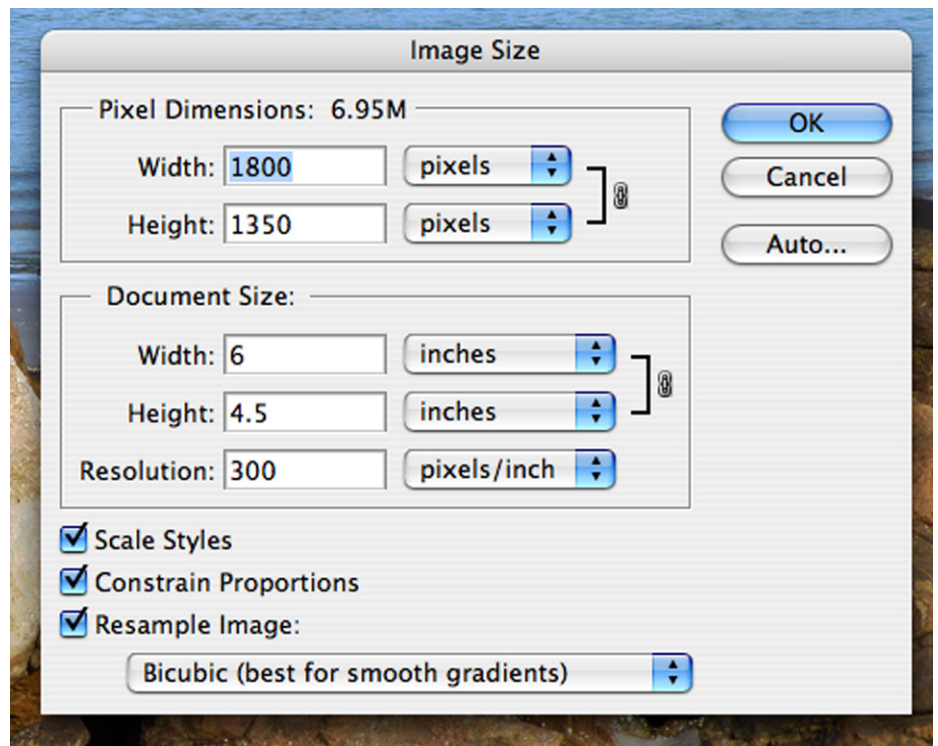 Image Size
Pixel Dimensions: 6.95M
OK
Width: 1800 pixels
Cancel
Height: 1350 pixels
Auto...
Document Size:
Width: 6 inches
Height: 4.5 inches
Resolution: 300 pixels/inch
Scale Styles
Constrain Proportions
Resample Image:
Bicubic (best for smooth gradients)